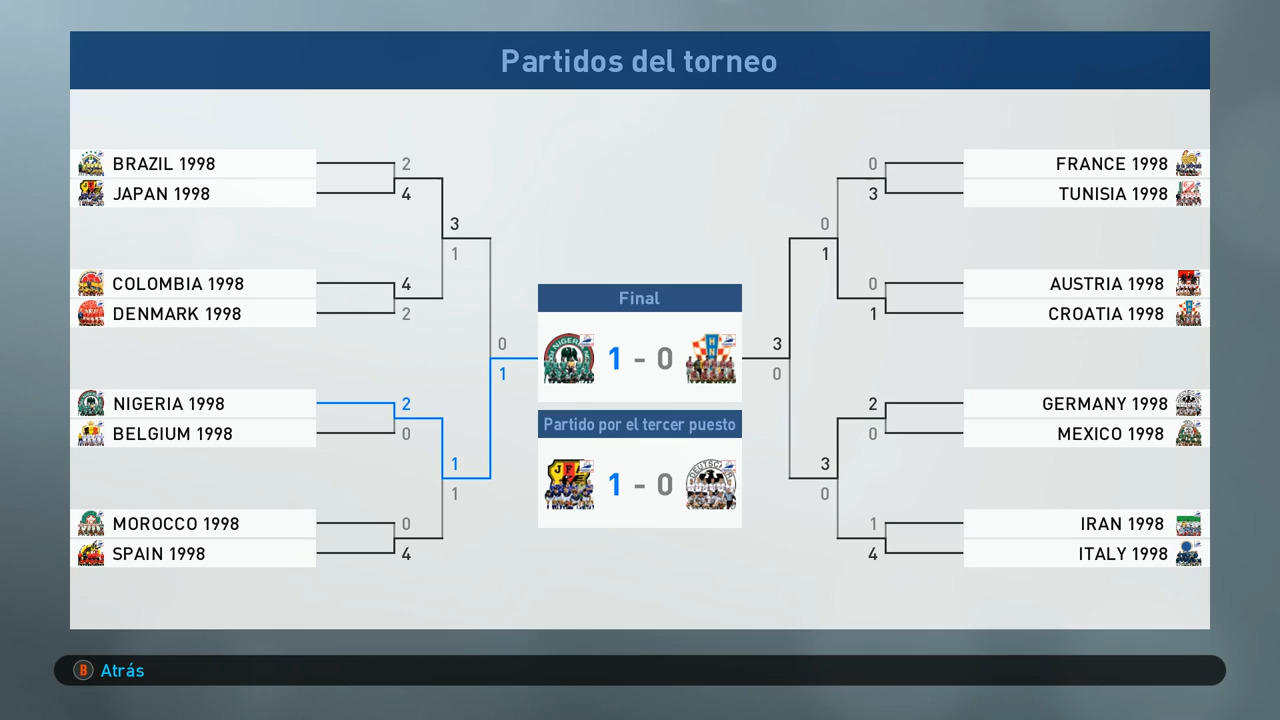 Partidos del torneo
BRAZIL 1998 2
JAPAN 1998 4
3
1
COLOMBIA 1998 4
DENMARK 1998 2
0
1
NIGERIA 1998 2
BELGIUM 1998 0
1
1
MOROCCO 1998 0
SPAIN 1998 4
Final
1 - 0
Partido por el tercer puesto
1 - 0
0 FRANCE 1998
3 TUNISIA 1998
0
1
0 AUSTRIA 1998
1 CROATIA 1998
3
0
2 GERMANY 1998
0 MEXICO 1998
3
0
1 IRAN 1998
4 ITALY 1998
B Atrás